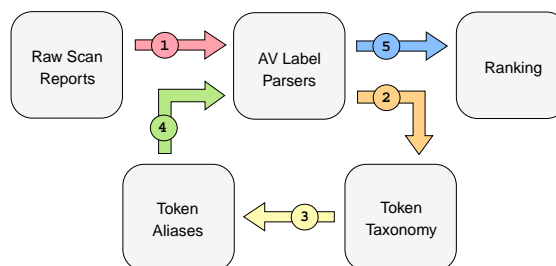 Raw Scan
Reports
1
AV Label
Parsers
5
Ranking
2
4
Token
Aliases
3
Token
Taxonomy